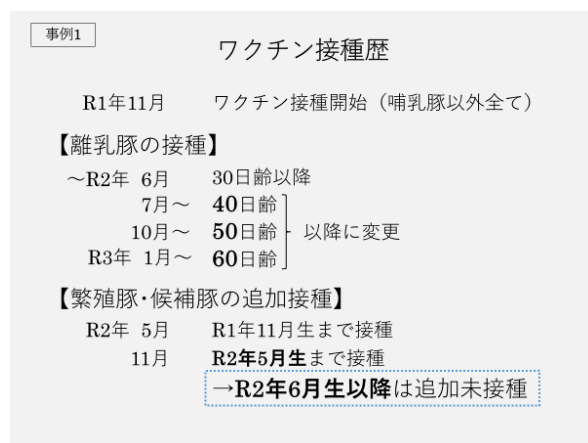 事例1
ワクチン接種歴
R1年11月 ワクチン接種開始（哺乳豚以外全て）
【離乳豚の接種】
～R2年 6月 30日齢以降
7月～ 40日齢
10月～ 50日齢 以降に変更
R3年 1月～ 60日齢
【繁殖豚・候補豚の追加接種】
R2年 5月 R1年11月生まで接種
11月 R2年5月生まで接種
→R2年6月生以降は追加未接種